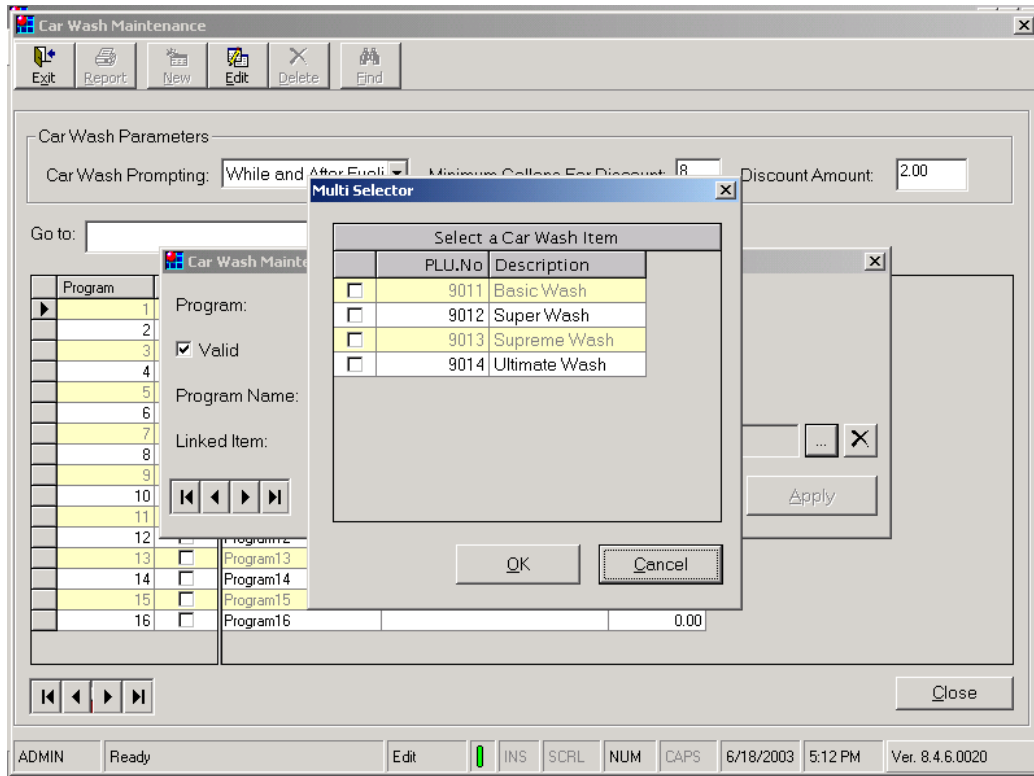 Car Wash Maintenance
Exit Report New Edit Delete Find
Car Wash Parameters
Car Wash Prompting: While and After Fueli Minimum Gallons For Discount: 8 Discount Amount: 2.00
Multi Selector
Go to:
Select a Car Wash Item
Car Wash Mainte
PLU.No Description
Program
9011 Basic Wash
1
Program:
9012 Super Wash
2
9013 Supreme Wash
3
Valid
9014 Ultimate Wash
4
5
Program Name:
6
7
Linked Item:
...
8
9
10
Apply
11
12 Program12
13 Program13
OK Cancel
14 Program14
15 Program15
16 Program16 0.00
Close
ADMIN Ready Edit INS SCRL NUM CAPS 6/18/2003 5:12 PM Ver. 8.4.6.0020